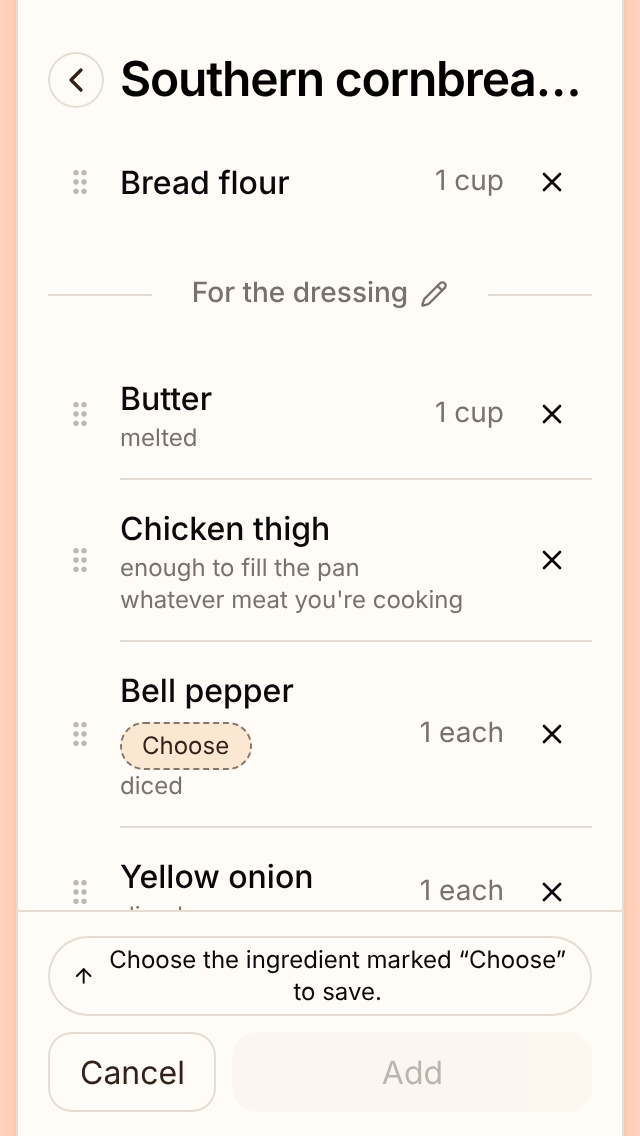 Southern cornbrea...
Bread flour 1 cup
For the dressing
Butter 1 cup
melted
Chicken thigh
enough to fill the pan
whatever meat you're cooking
Bell pepper
Choose
1 each
diced
Yellow onion 1 each
Choose the ingredient marked “Choose”
to save.
Cancel Add